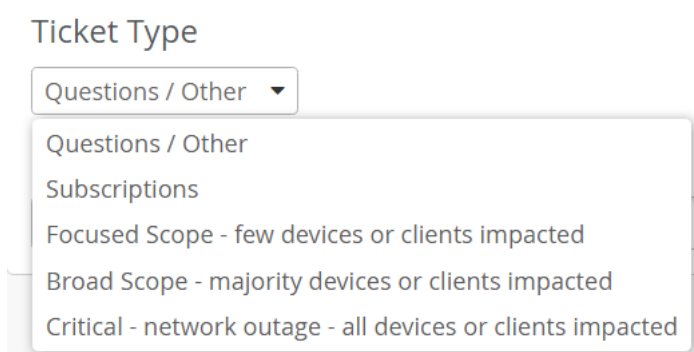 Ticket Type
Questions / Other
Questions / Other
Subscriptions
Focused Scope - few devices or clients impacted
Broad Scope - majority devices or clients impacted
Critical - network outage - all devices or clients impacted